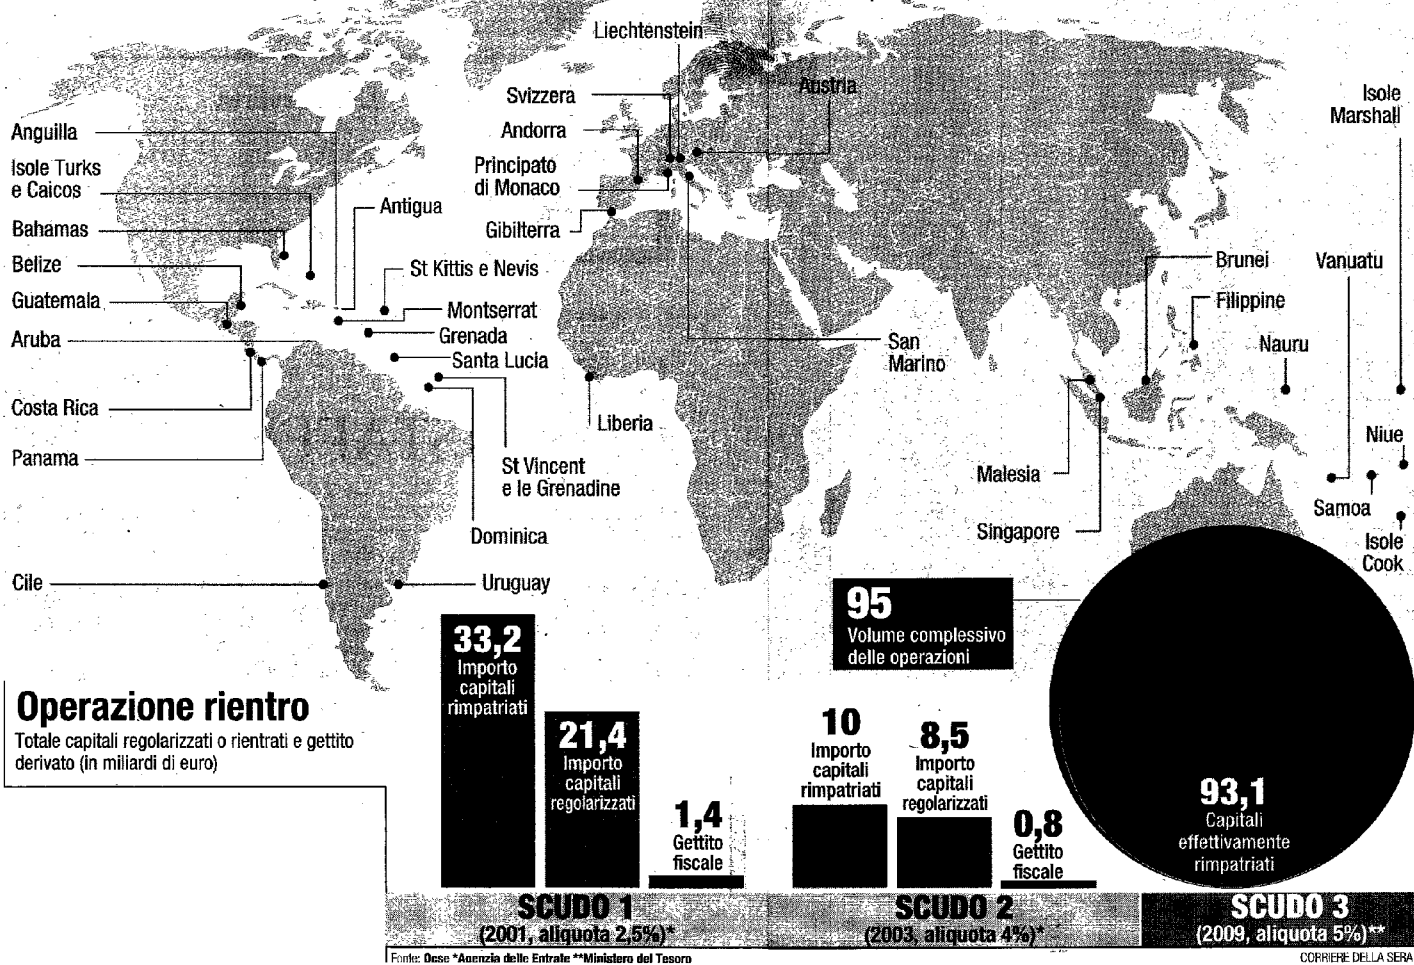 Liechtenstein
Svizzera
Austria
Andorra
Principato
di Monaco
Gibilterra
Isole
Marshall
Anguilla
Isole Turks
e Caicos
Antigua
Bahamas
Belize
St Kittis e Nevis
Guatemala
Montserrat
Grenada
Aruba
Santa Lucia
Costa Rica
Panama
St Vincent
e le Grenadine
Dominica
Cile
Uruguay
Liberia
San
Marino
Brunei
Filippine
Vanuatu
Nauru
Niue
Malesia
Samoa
Singapore
Isole
Cook
Operazione rientro
Totale capitali regolarizzati o rientrati e gettito
derivato (in miliardi di euro)
33,2
Importo
capitali
rimpatriati
21,4
Importo
capitali
regolarizzati
1,4
Gettito
fiscale
SCUDO 1
(2001, aliquota 2,5%)*
10
Importo
capitali
rimpatriati
8,5
Importo
capitali
regolarizzati
0,8
Gettito
fiscale
SCUDO 2
(2003, aliquota 4%)*
95
Volume complessivo
delle operazioni
93,1
Capitali
effettivamente
rimpatriati
SCUDO 3
(2009, aliquota 5%)**
Fonte: Ocse *Agenzia delle Entrate **Ministero del Tesoro
CORRIERE DELLA SERA